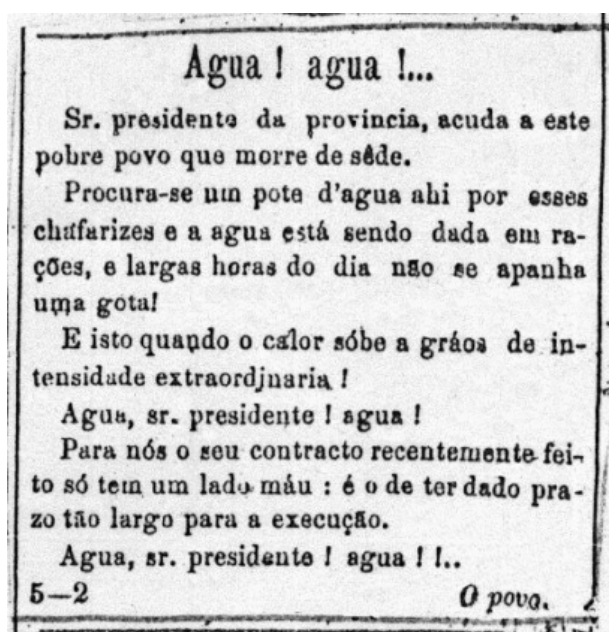 Agua ! agua !...
Sr. presidente da provincia, acuda a este
pobre povo que morre de sêde.
Procura-se um pote d'agua ahi por esses
chafarizes e a agua está sendo dada em ra-
ções, e largas horas do dia não se apanha
uma gota!
E isto quando o calor sóbe a gráos de in-
tensidade extraordinaria !
Agua, sr. presidente ! agua !
Para nós o seu contracto recentemente fei-
to só tem um lado máu : é o de ter dado pra-
zo tão largo para a execução.
Agua, sr. presidente ! agua ! !..
5—2 O povo.